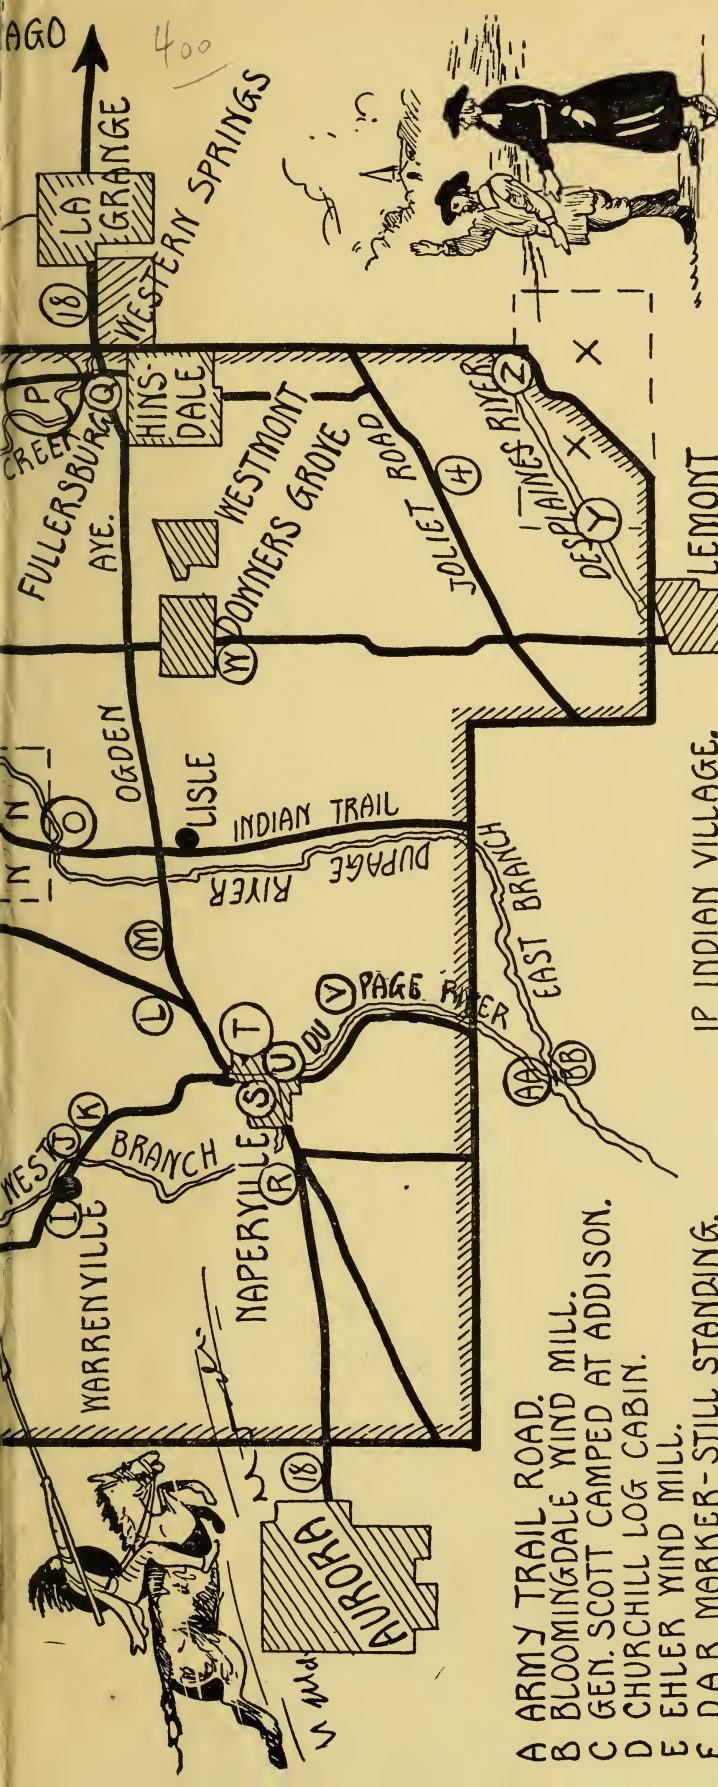 AGO
400
LA
GRANGE
18
WESTERN SPRINGS
P
CREEK
Q
FULLERSBURG
HINS-
DALE
AVE.
OGDEN
WESTMONT
DOWNERS GROVE
W
JOLIET ROAD
4
Z
DESPLAINES RIVER
X
X
Y
LEMONT
N
N
N
O
LISLE
INDIAN TRAIL
DUPAGE
RIVER
EAST BRANCH
M
L
T
U
S
V
DU PAGE RIVER
AA
BB
K
J
I
WEST
BRANCH
WARRENVILLE
NAPERVILLE
R
18
AURORA
A ARMY TRAIL ROAD.
B BLOOMINGDALE WIND MILL.
C GEN. SCOTT CAMPED AT ADDISON.
D CHURCHILL LOG CABIN.
E EHLER WIND MILL.
F DAR MARKER-STILL STANDING.
P INDIAN VILLAGE.